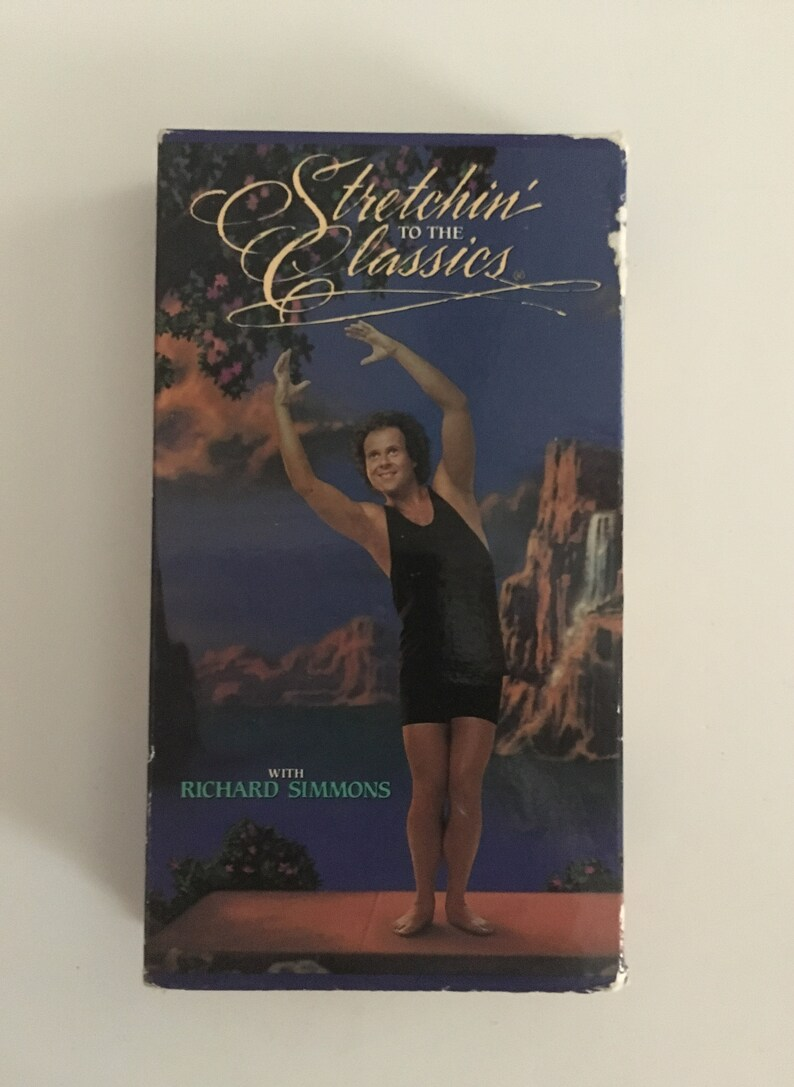 Stretchin'
TO THE
Classics®
WITH
RICHARD SIMMONS